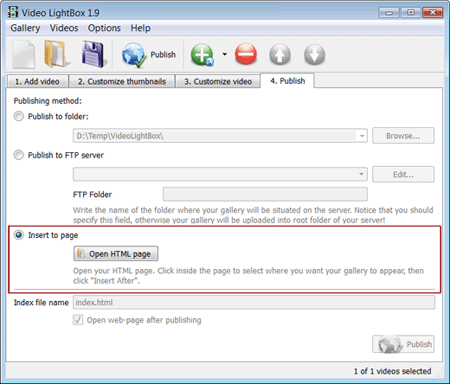 Video LightBox 1.9
Gallery Videos Options Help
Publish
1. Add video 2. Customize thumbnails 3. Customize video 4. Publish
Publishing method:
Publish to folder:
D:\Temp\VideoLightBox\ Browse...
Publish to FTP server
Edit...
FTP Folder
Write the name of the folder where your gallery will be situated on the server. Notice that you should
specify this field, otherwise your gallery will be uploaded into root folder of your server!
Insert to page
Open HTML page
Open your HTML page. Click inside the page to select where you want your gallery to appear, then
click "Insert After".
Index file name index.html
Open web-page after publishing
Publish
1 of 1 videos selected